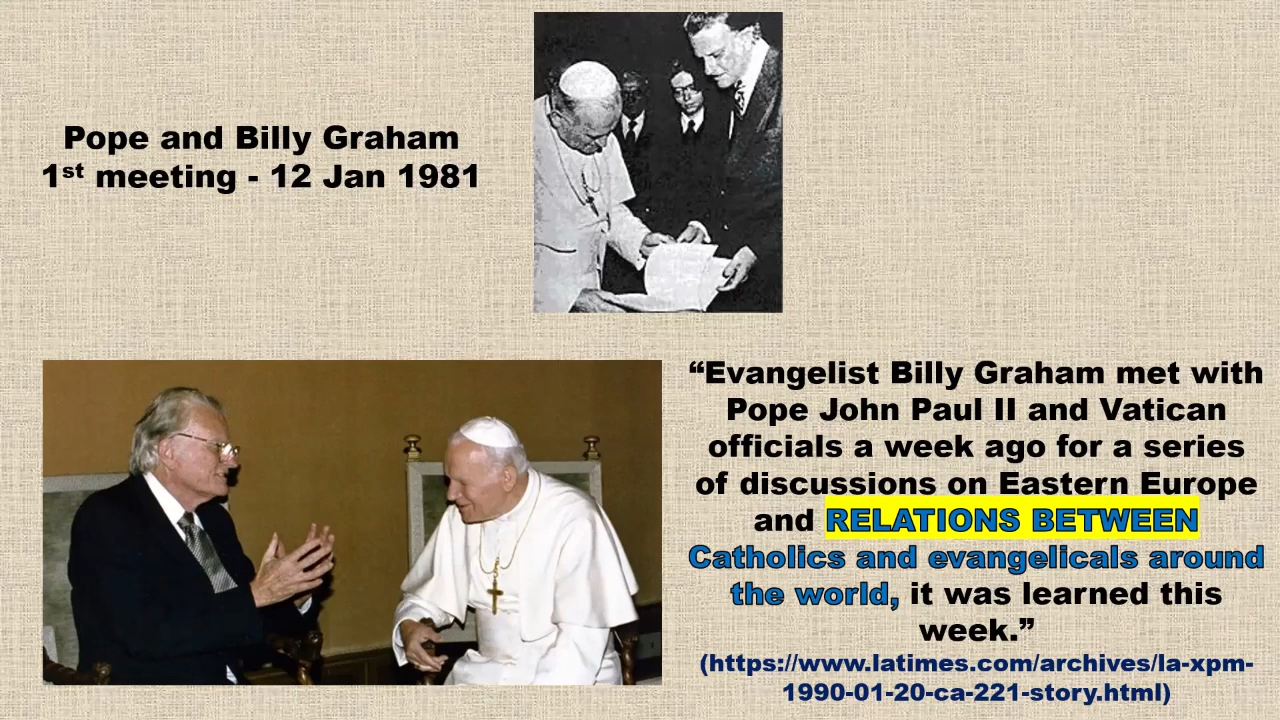 Pope and Billy Graham
1st meeting - 12 Jan 1981
“Evangelist Billy Graham met with
Pope John Paul II and Vatican
officials a week ago for a series
of discussions on Eastern Europe
and RELATIONS BETWEEN
Catholics and evangelicals around
the world, it was learned this
week.”
(https://www.latimes.com/archives/la-xpm-
1990-01-20-ca-221-story.html)